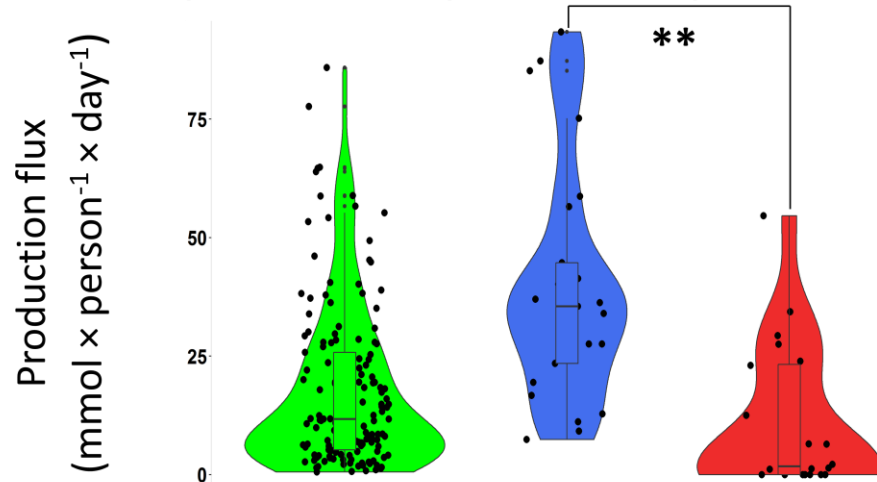 Production flux
(mmol × person⁻¹ × day⁻¹)
**
75
50
25
0